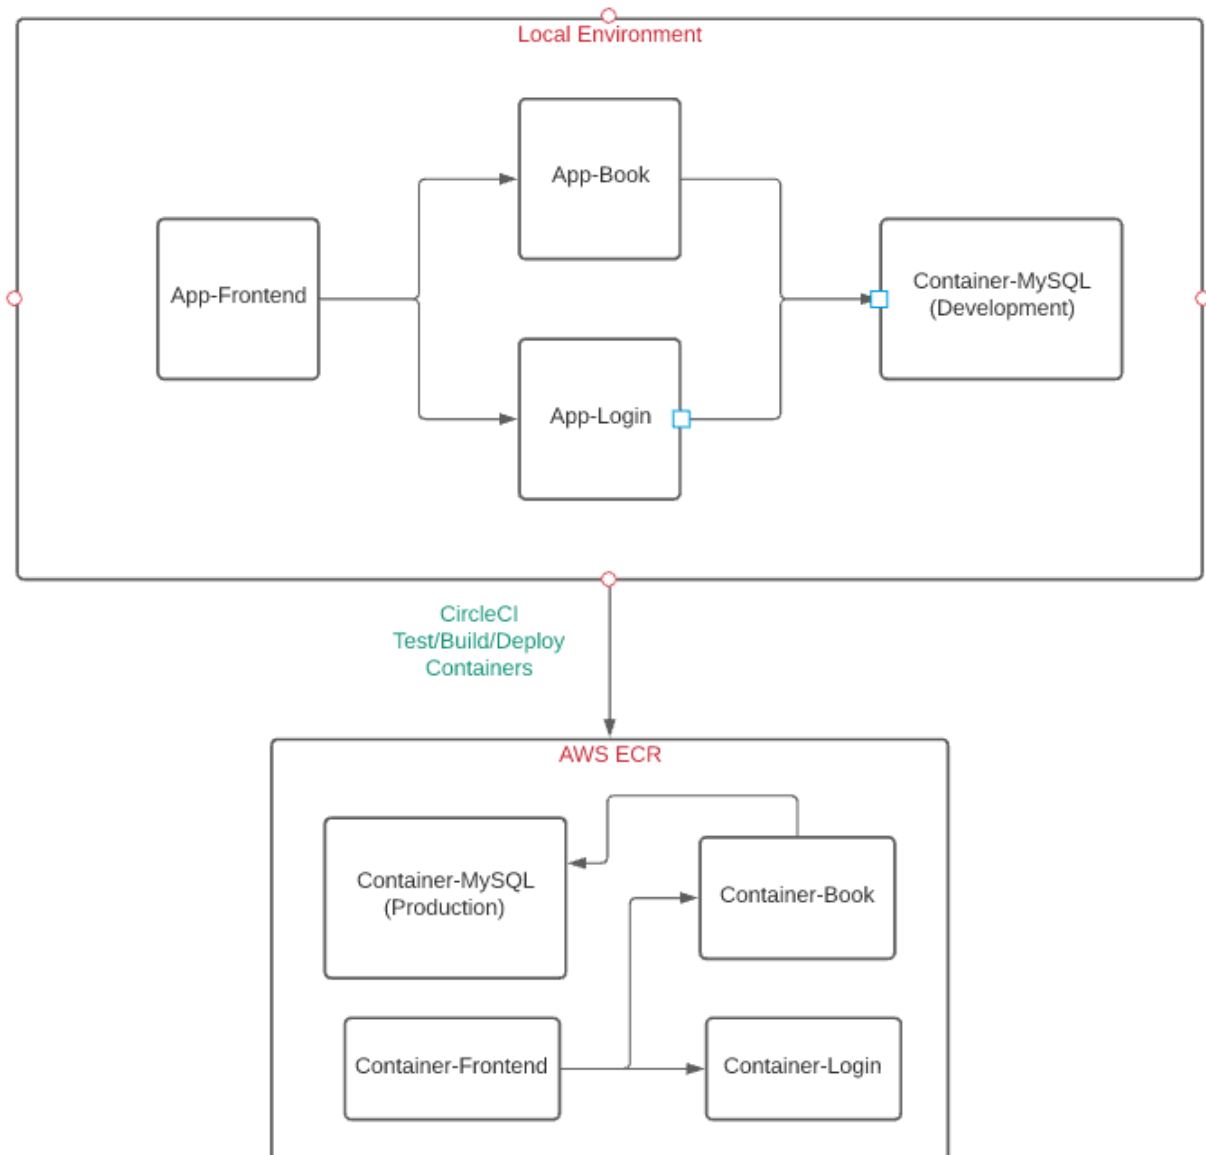 Local Environment
App-Book
App-Frontend
Container-MySQL
(Development)
App-Login
CircleCI
Test/Build/Deploy
Containers
AWS ECR
Container-MySQL
(Production)
Container-Book
Container-Frontend
Container-Login